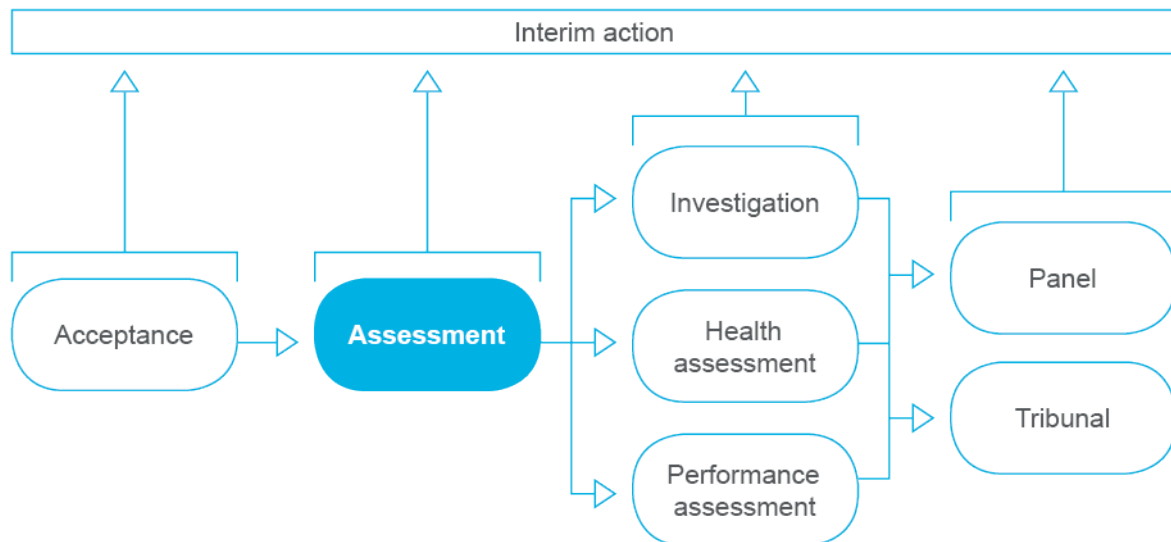 Interim action
Acceptance
Assessment
Investigation
Health
assessment
Performance
assessment
Panel
Tribunal